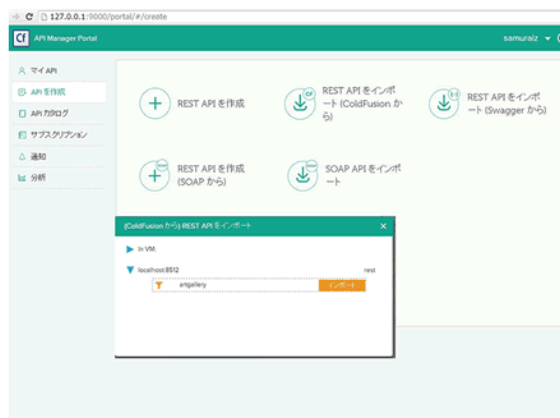 127.0.0.1:9000/portal/#/create
Cf API Manager Portal
samuraiz
マイ API
API を作成
API カタログ
サブスクリプション
通知
分析
REST API を作成
REST API をインポ
ート (ColdFusion か
ら)
REST API をインポ
ート (Swagger から)
REST API を作成
(SOAP から)
SOAP API をインポ
ート
(ColdFusion から) REST API をインポート
In VM:
localhost:8512
rest
artgallery
インポート